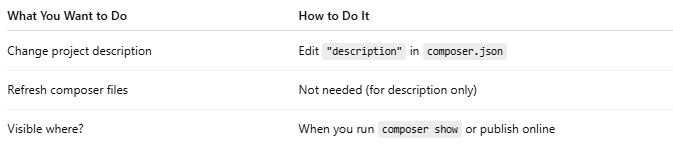 What You Want to Do How to Do It
Change project description Edit "description" in composer.json
Refresh composer files Not needed (for description only)
Visible where? When you run composer show or publish online